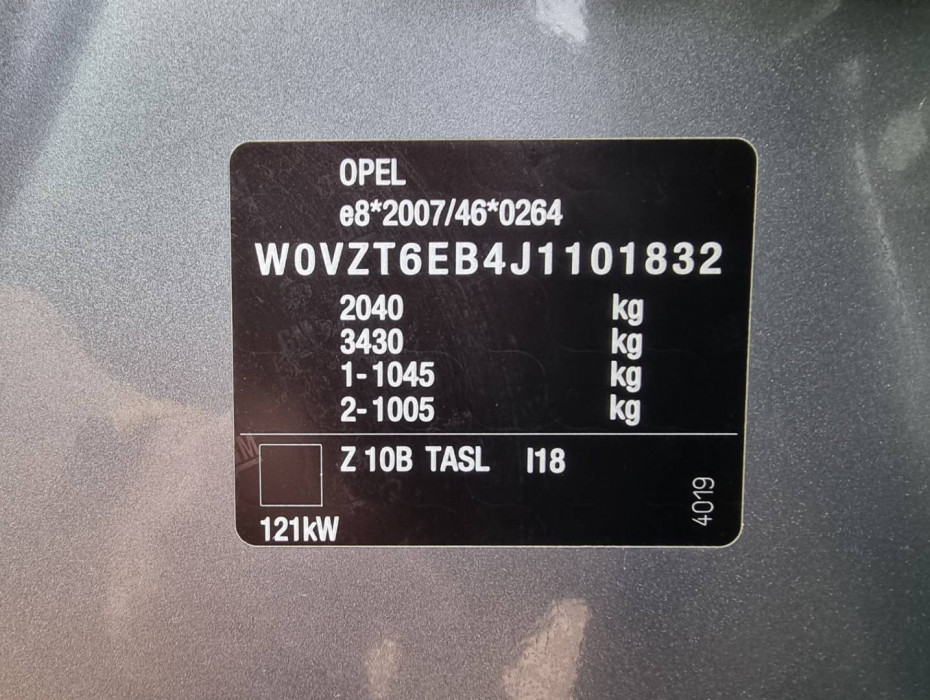 OPEL
e8*2007/46*0264
W0VZT6EB4J1101832
2040 kg
3430 kg
1-1045 kg
2-1005 kg
Z 10B TASL I18
121kW
4019